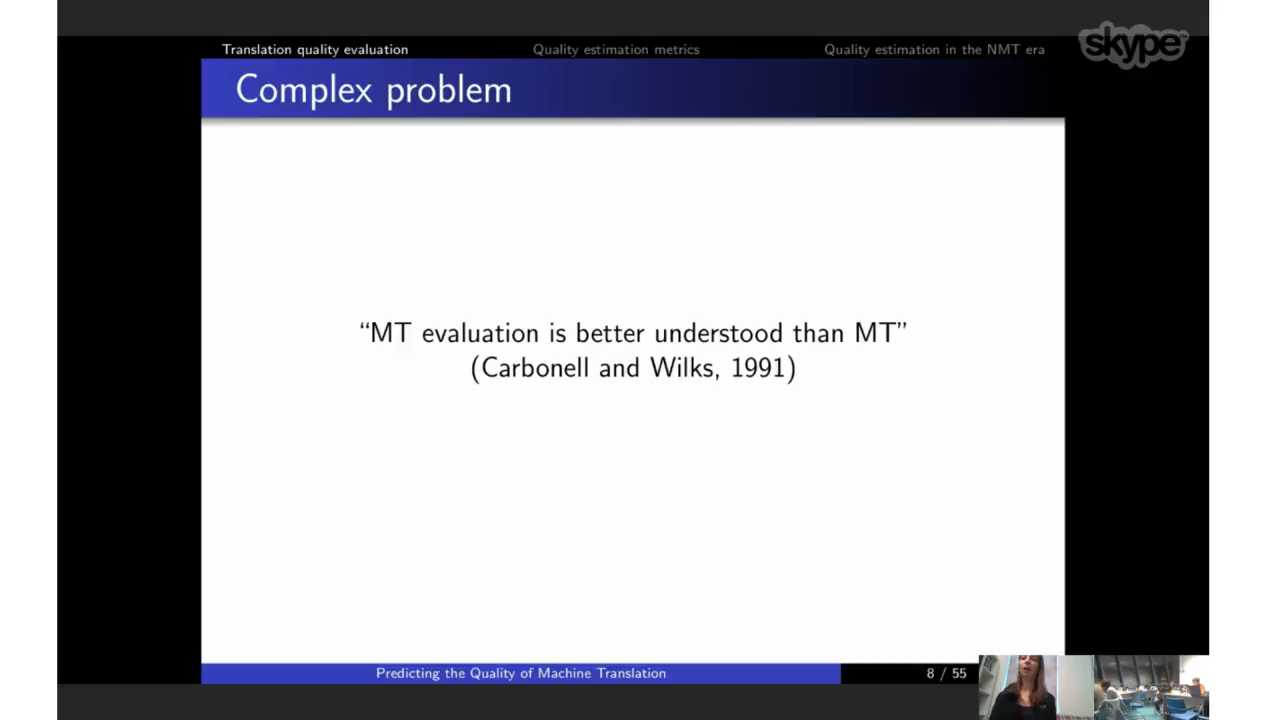 Translation quality evaluation
Quality estimation metrics
Quality estimation in the NMT era
skype™
Complex problem
“MT evaluation is better understood than MT”
(Carbonell and Wilks, 1991)
Predicting the Quality of Machine Translation
8 / 55